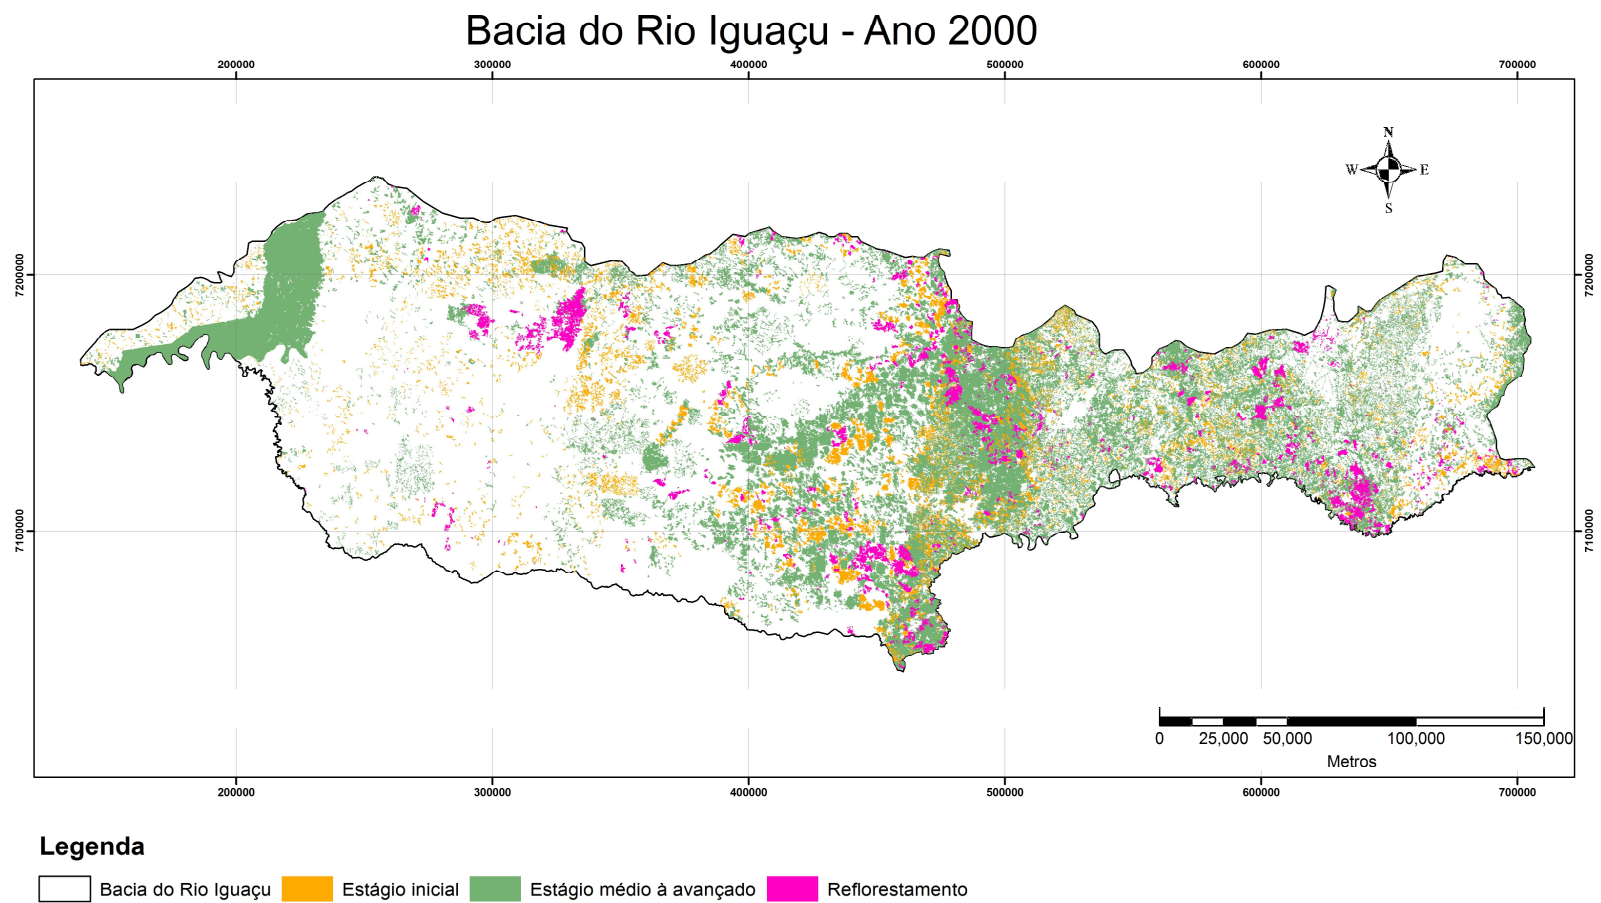 Bacia do Rio Iguaçu - Ano 2000
200000 300000 400000 500000 600000 700000
N
W E
S
7200000 7200000
7100000 7100000
0 25,000 50,000 100,000 150,000
Metros
200000 300000 400000 500000 600000 700000
Legenda
Bacia do Rio Iguaçu Estágio inicial Estágio médio à avançado Reflorestamento